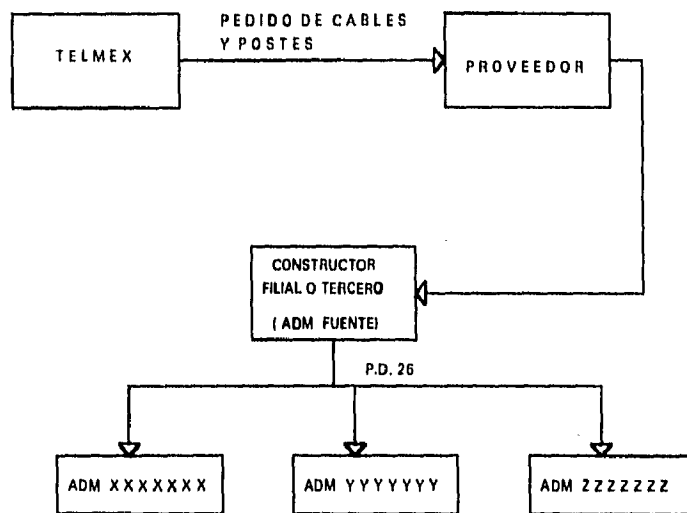 PEDIDO DE CABLES
Y POSTES
TELMEX
PROVEEDOR
CONSTRUCTOR
FILIAL O TERCERO
( ADM FUENTE)
P.D. 26
ADM XXXXXXX
ADM YYYYYYY
ADM ZZZZZZZ